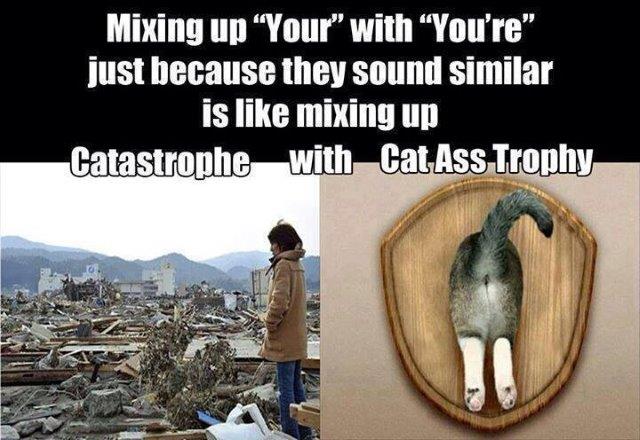 Mixing up “Your” with “You’re”
just because they sound similar
is like mixing up
Catastrophe with Cat Ass Trophy